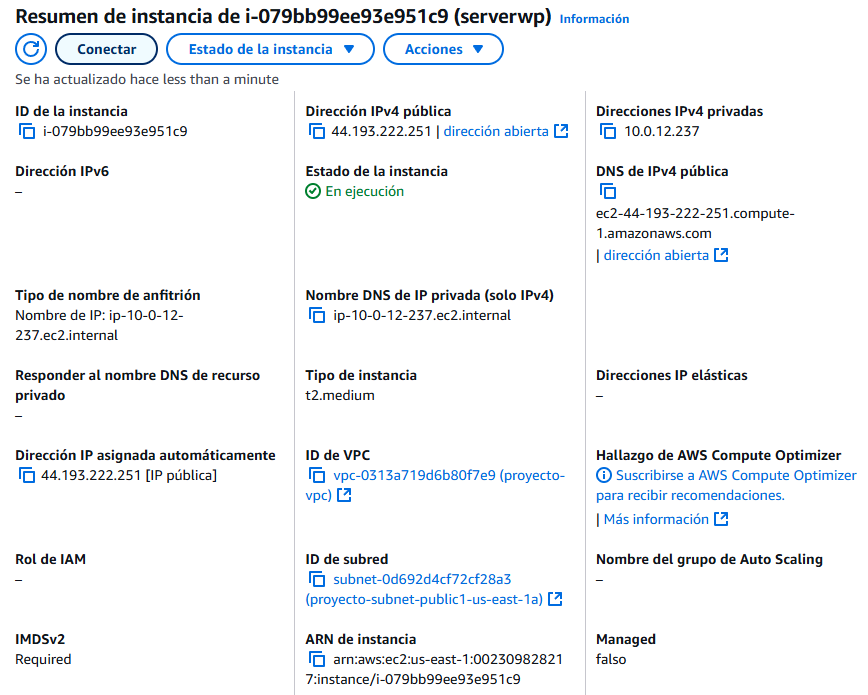 Resumen de instancia de i-079bb99ee93e951c9 (serverwp) Información
Conectar Estado de la instancia Acciones
Se ha actualizado hace less than a minute
ID de la instancia
i-079bb99ee93e951c9
Dirección IPv4 pública
44.193.222.251 | dirección abierta
Direcciones IPv4 privadas
10.0.12.237
Dirección IPv6
–
Estado de la instancia
En ejecución
DNS de IPv4 pública
ec2-44-193-222-251.compute-
1.amazonaws.com
| dirección abierta
Tipo de nombre de anfitrión
Nombre de IP: ip-10-0-12-
237.ec2.internal
Nombre DNS de IP privada (solo IPv4)
ip-10-0-12-237.ec2.internal
Responder al nombre DNS de recurso
privado
–
Tipo de instancia
t2.medium
Direcciones IP elásticas
–
Dirección IP asignada automáticamente
44.193.222.251 [IP pública]
ID de VPC
vpc-0313a719d6b80f7e9 (proyecto-
vpc)
Hallazgo de AWS Compute Optimizer
Suscribirse a AWS Compute Optimizer
para recibir recomendaciones.
| Más información
Rol de IAM
–
ID de subred
subnet-0d692d4cf72cf28a3
(proyecto-subnet-public1-us-east-1a)
Nombre del grupo de Auto Scaling
–
IMDSv2
Required
ARN de instancia
arn:aws:ec2:us-east-1:00230982821
7:instance/i-079bb99ee93e951c9
Managed
falso